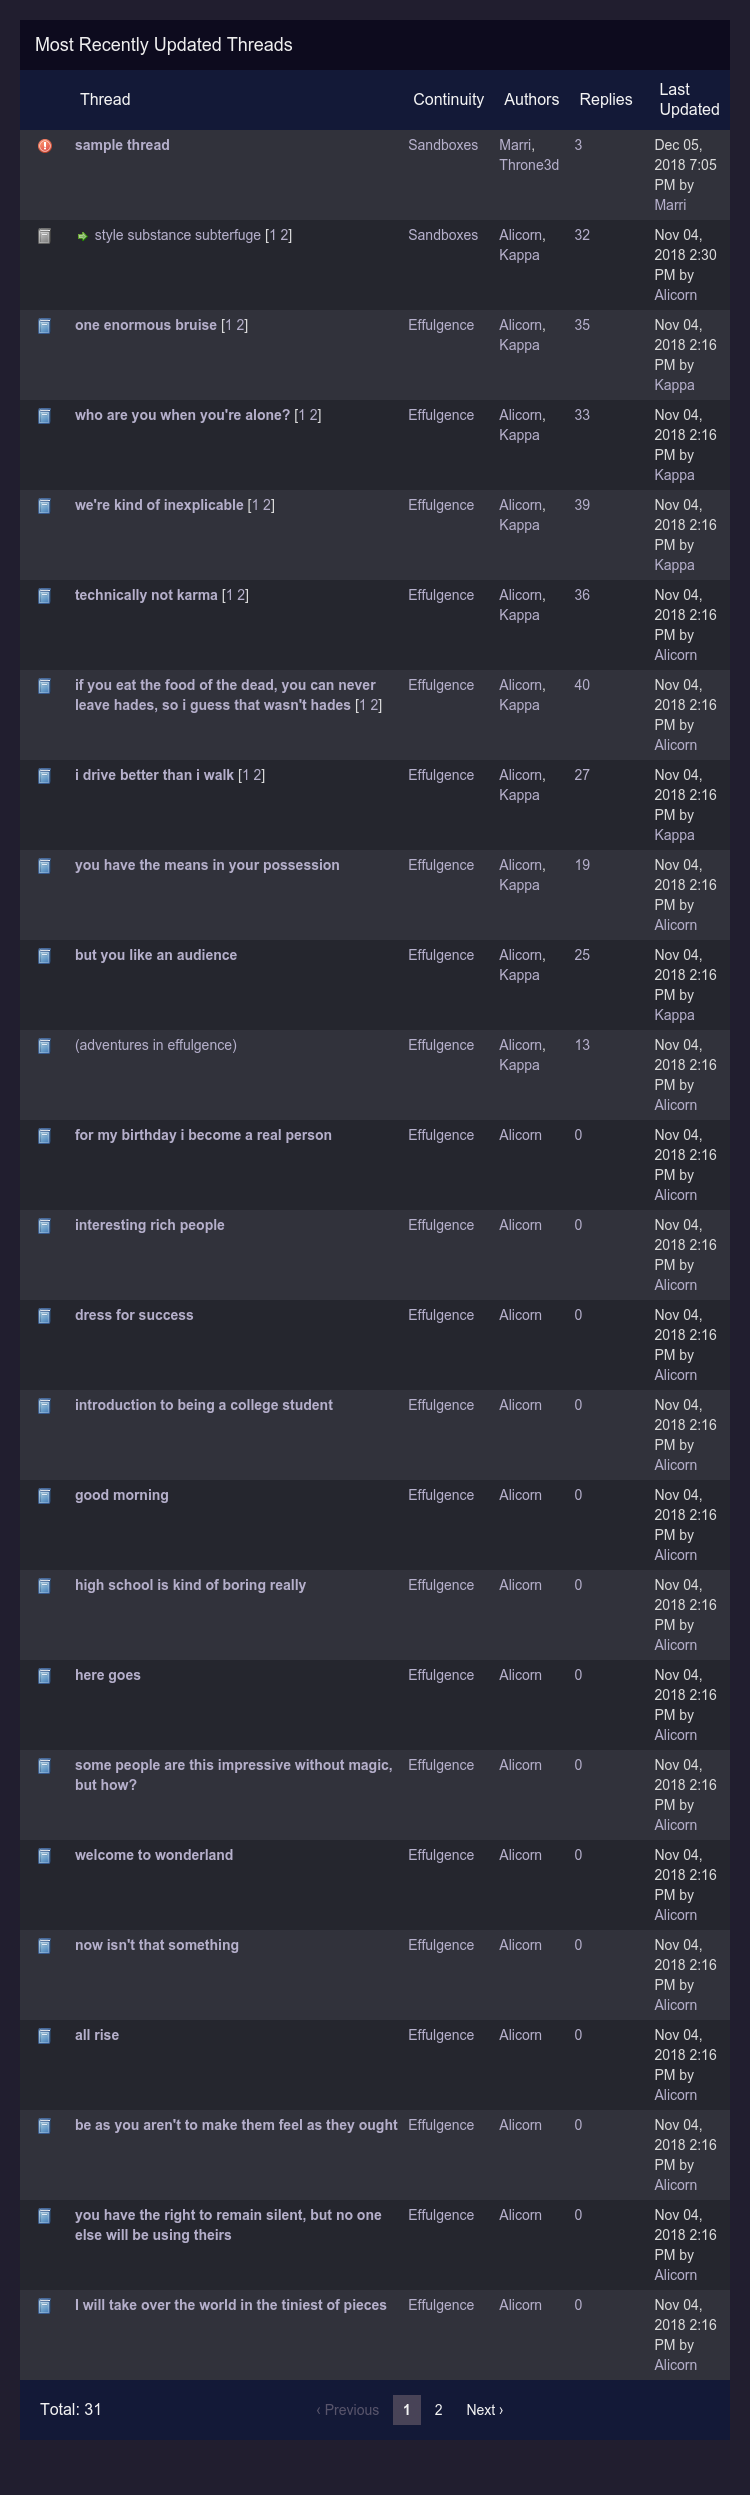 Most Recently Updated Threads
Thread Continuity Authors Replies Last Updated
sample thread Sandboxes Marri, Throne3d 3 Dec 05, 2018 7:05 PM by Marri
style substance subterfuge [1 2] Sandboxes Alicorn, Kappa 32 Nov 04, 2018 2:30 PM by Alicorn
one enormous bruise [1 2] Effulgence Alicorn, Kappa 35 Nov 04, 2018 2:16 PM by Kappa
who are you when you're alone? [1 2] Effulgence Alicorn, Kappa 33 Nov 04, 2018 2:16 PM by Kappa
we're kind of inexplicable [1 2] Effulgence Alicorn, Kappa 39 Nov 04, 2018 2:16 PM by Kappa
technically not karma [1 2] Effulgence Alicorn, Kappa 36 Nov 04, 2018 2:16 PM by Alicorn
if you eat the food of the dead, you can never leave hades, so i guess that wasn't hades [1 2] Effulgence Alicorn, Kappa 40 Nov 04, 2018 2:16 PM by Alicorn
i drive better than i walk [1 2] Effulgence Alicorn, Kappa 27 Nov 04, 2018 2:16 PM by Kappa
you have the means in your possession Effulgence Alicorn, Kappa 19 Nov 04, 2018 2:16 PM by Alicorn
but you like an audience Effulgence Alicorn, Kappa 25 Nov 04, 2018 2:16 PM by Kappa
(adventures in effulgence) Effulgence Alicorn, Kappa 13 Nov 04, 2018 2:16 PM by Alicorn
for my birthday i become a real person Effulgence Alicorn 0 Nov 04, 2018 2:16 PM by Alicorn
interesting rich people Effulgence Alicorn 0 Nov 04, 2018 2:16 PM by Alicorn
dress for success Effulgence Alicorn 0 Nov 04, 2018 2:16 PM by Alicorn
introduction to being a college student Effulgence Alicorn 0 Nov 04, 2018 2:16 PM by Alicorn
good morning Effulgence Alicorn 0 Nov 04, 2018 2:16 PM by Alicorn
high school is kind of boring really Effulgence Alicorn 0 Nov 04, 2018 2:16 PM by Alicorn
here goes Effulgence Alicorn 0 Nov 04, 2018 2:16 PM by Alicorn
some people are this impressive without magic, but how? Effulgence Alicorn 0 Nov 04, 2018 2:16 PM by Alicorn
welcome to wonderland Effulgence Alicorn 0 Nov 04, 2018 2:16 PM by Alicorn
now isn't that something Effulgence Alicorn 0 Nov 04, 2018 2:16 PM by Alicorn
all rise Effulgence Alicorn 0 Nov 04, 2018 2:16 PM by Alicorn
be as you aren't to make them feel as they ought Effulgence Alicorn 0 Nov 04, 2018 2:16 PM by Alicorn
you have the right to remain silent, but no one else will be using theirs Effulgence Alicorn 0 Nov 04, 2018 2:16 PM by Alicorn
I will take over the world in the tiniest of pieces Effulgence Alicorn 0 Nov 04, 2018 2:16 PM by Alicorn
Total: 31 ‹ Previous 1 2 Next ›